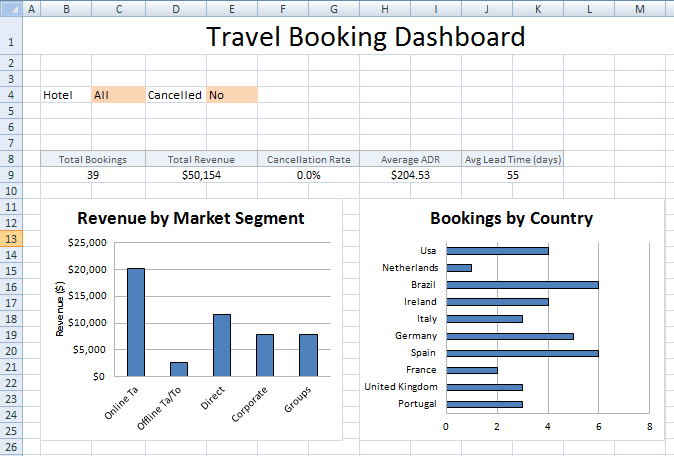 A B C D E F G H I J K L M
1 Travel Booking Dashboard
2
3
4 Hotel All Cancelled No
5
6
7
8 Total Bookings Total Revenue Cancellation Rate Average ADR Avg Lead Time (days)
9 39 $50,154 0.0% $204.53 55
10
11
12
13
14
15
16
17
18
19
20
21
22
23
24
25
26
Revenue by Market Segment
Revenue ($)
$25,000
$20,000
$15,000
$10,000
$5,000
$0
Online Ta Offline Ta/To Direct Corporate Groups
Bookings by Country
Usa
Netherlands
Brazil
Ireland
Italy
Germany
Spain
France
United Kingdom
Portugal
0 2 4 6 8